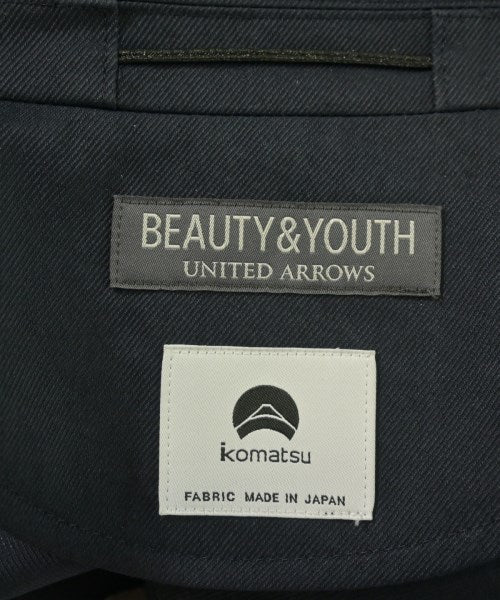 BEAUTY&YOUTH
UNITED ARROWS
komatsu
FABRIC MADE IN JAPAN